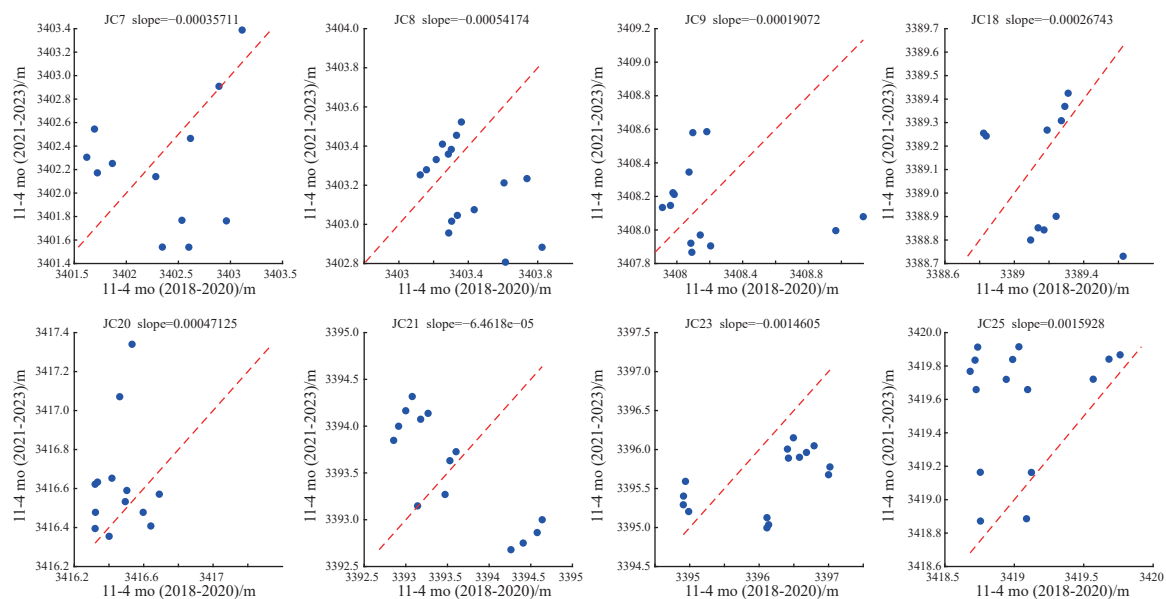 JC7 slope=−0.00035711
3403.4
3403.2
3403.0
3402.8
3402.6
3402.4
3402.2
3402.0
3401.8
3401.6
3401.4
3401.5 3402 3402.5 3403 3403.5
11-4 mo (2021-2023)/m
11-4 mo (2018-2020)/m
JC8 slope=−0.00054174
3404.0
3403.8
3403.6
3403.4
3403.2
3403.0
3402.8
3403 3403.4 3403.8
11-4 mo (2021-2023)/m
11-4 mo (2018-2020)/m
JC9 slope=−0.00019072
3409.2
3409.0
3408.8
3408.6
3408.4
3408.2
3408.0
3407.8
3408 3408.4 3408.8
11-4 mo (2021-2023)/m
11-4 mo (2018-2020)/m
JC18 slope=−0.00026743
3389.7
3389.6
3389.5
3389.4
3389.3
3389.2
3389.1
3389.0
3388.9
3388.8
3388.7
3388.6 3389 3389.4
11-4 mo (2021-2023)/m
11-4 mo (2018-2020)/m
JC20 slope=0.00047125
3417.4
3417.2
3417.0
3416.8
3416.6
3416.4
3416.2
3416.2 3416.6 3417
11-4 mo (2021-2023)/m
11-4 mo (2018-2020)/m
JC21 slope=−6.4618e−05
3395.0
3394.5
3394.0
3393.5
3393.0
3392.5
3392.5 3393 3393.5 3394 3394.5 3395
11-4 mo (2021-2023)/m
11-4 mo (2018-2020)/m
JC23 slope=−0.0014605
3397.5
3397.0
3396.5
3396.0
3395.5
3395.0
3394.5
3395 3396 3397
11-4 mo (2021-2023)/m
11-4 mo (2018-2020)/m
JC25 slope=0.0015928
3420.0
3419.8
3419.6
3419.4
3419.2
3419.0
3418.8
3418.6
3418.5 3419 3419.5 3420
11-4 mo (2021-2023)/m
11-4 mo (2018-2020)/m